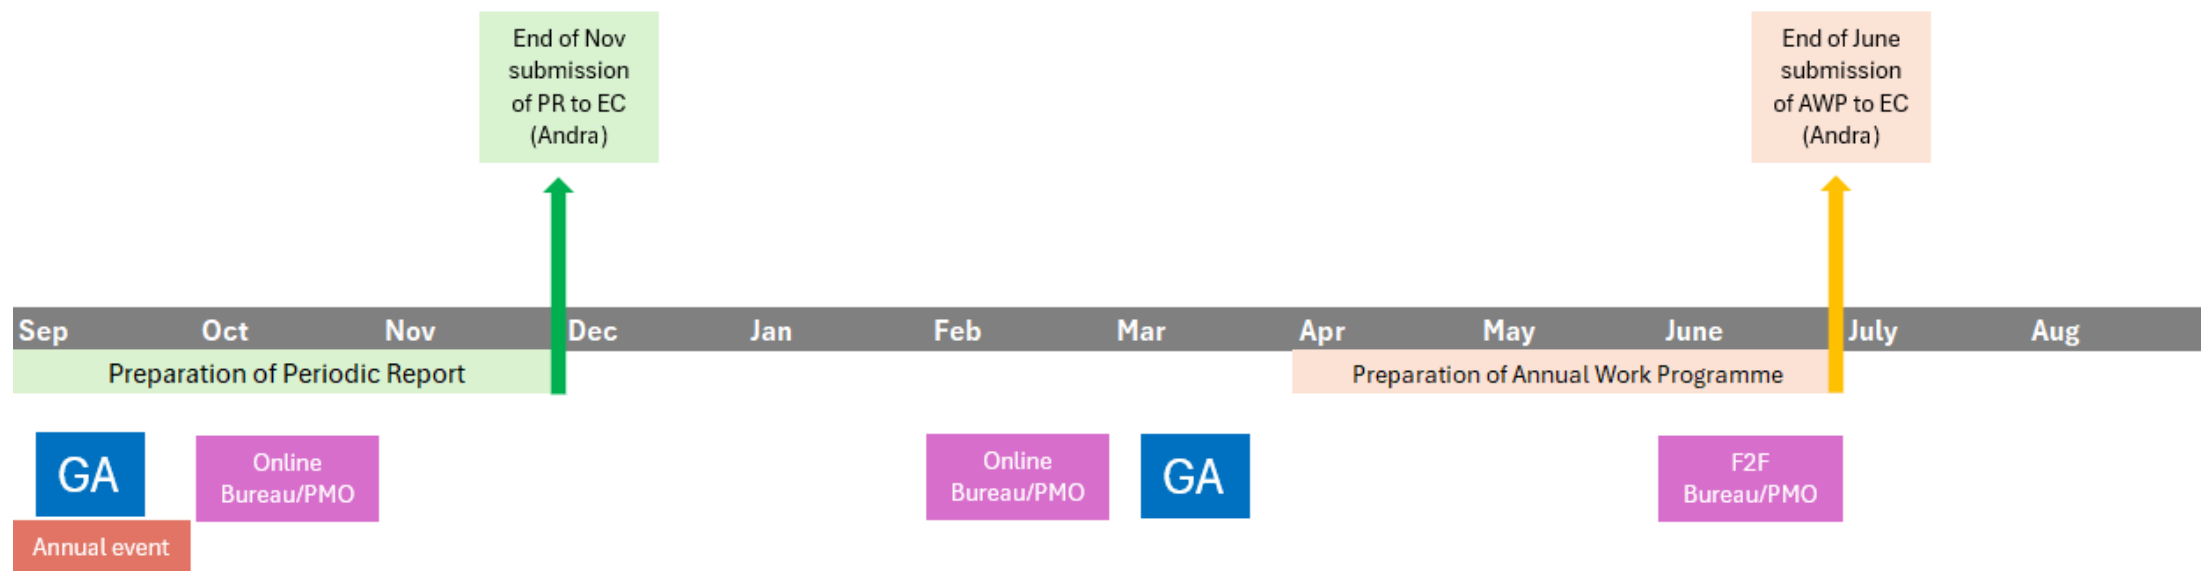 End of Nov
submission
of PR to EC
(Andra)
End of June
submission
of AWP to EC
(Andra)
Sep Oct Nov Dec Jan Feb Mar Apr May June July Aug
Preparation of Periodic Report
Preparation of Annual Work Programme
GA
Online
Bureau/PMO
Online
Bureau/PMO
GA
F2F
Bureau/PMO
Annual event